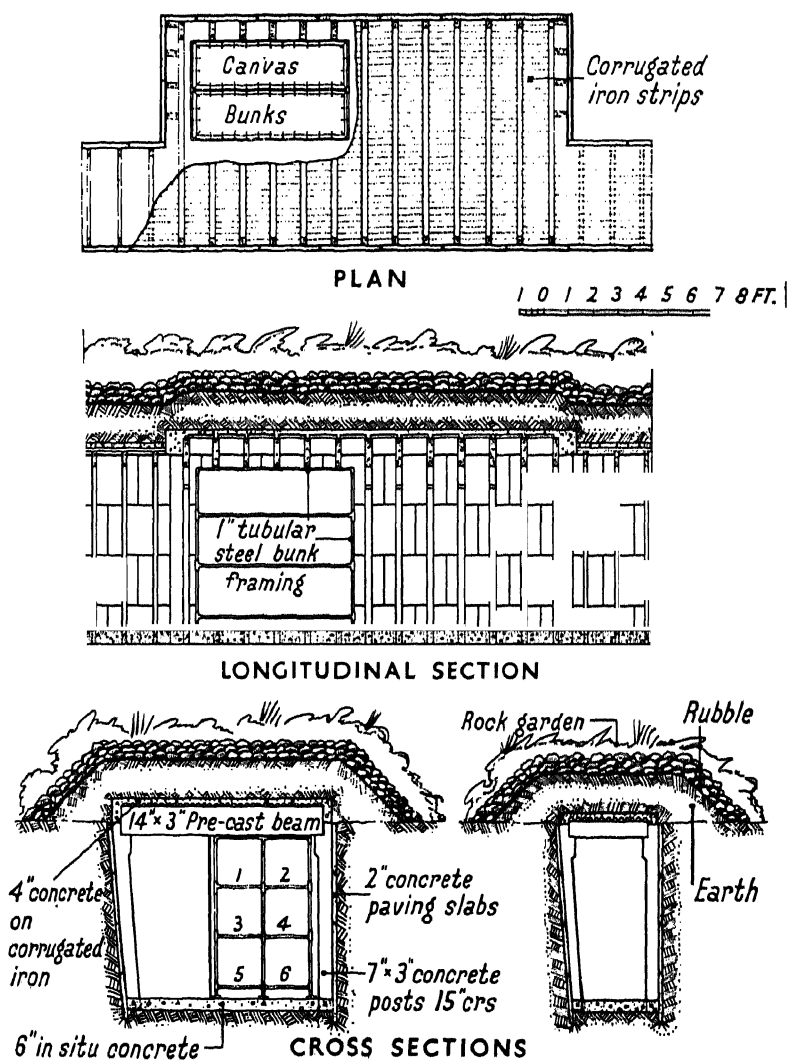 Canvas
Bunks
Corrugated
iron strips
PLAN
1 0 1 2 3 4 5 6 7 8 FT.
1" tubular
steel bunk
framing
LONGITUDINAL SECTION
Rock garden
Rubble
14"×3" Pre-cast beam
1 2
3 4
5 6
4" concrete
on
corrugated
iron
2" concrete
paving slabs
Earth
7"×3" concrete
posts 15" crs
6" in situ concrete
CROSS SECTIONS